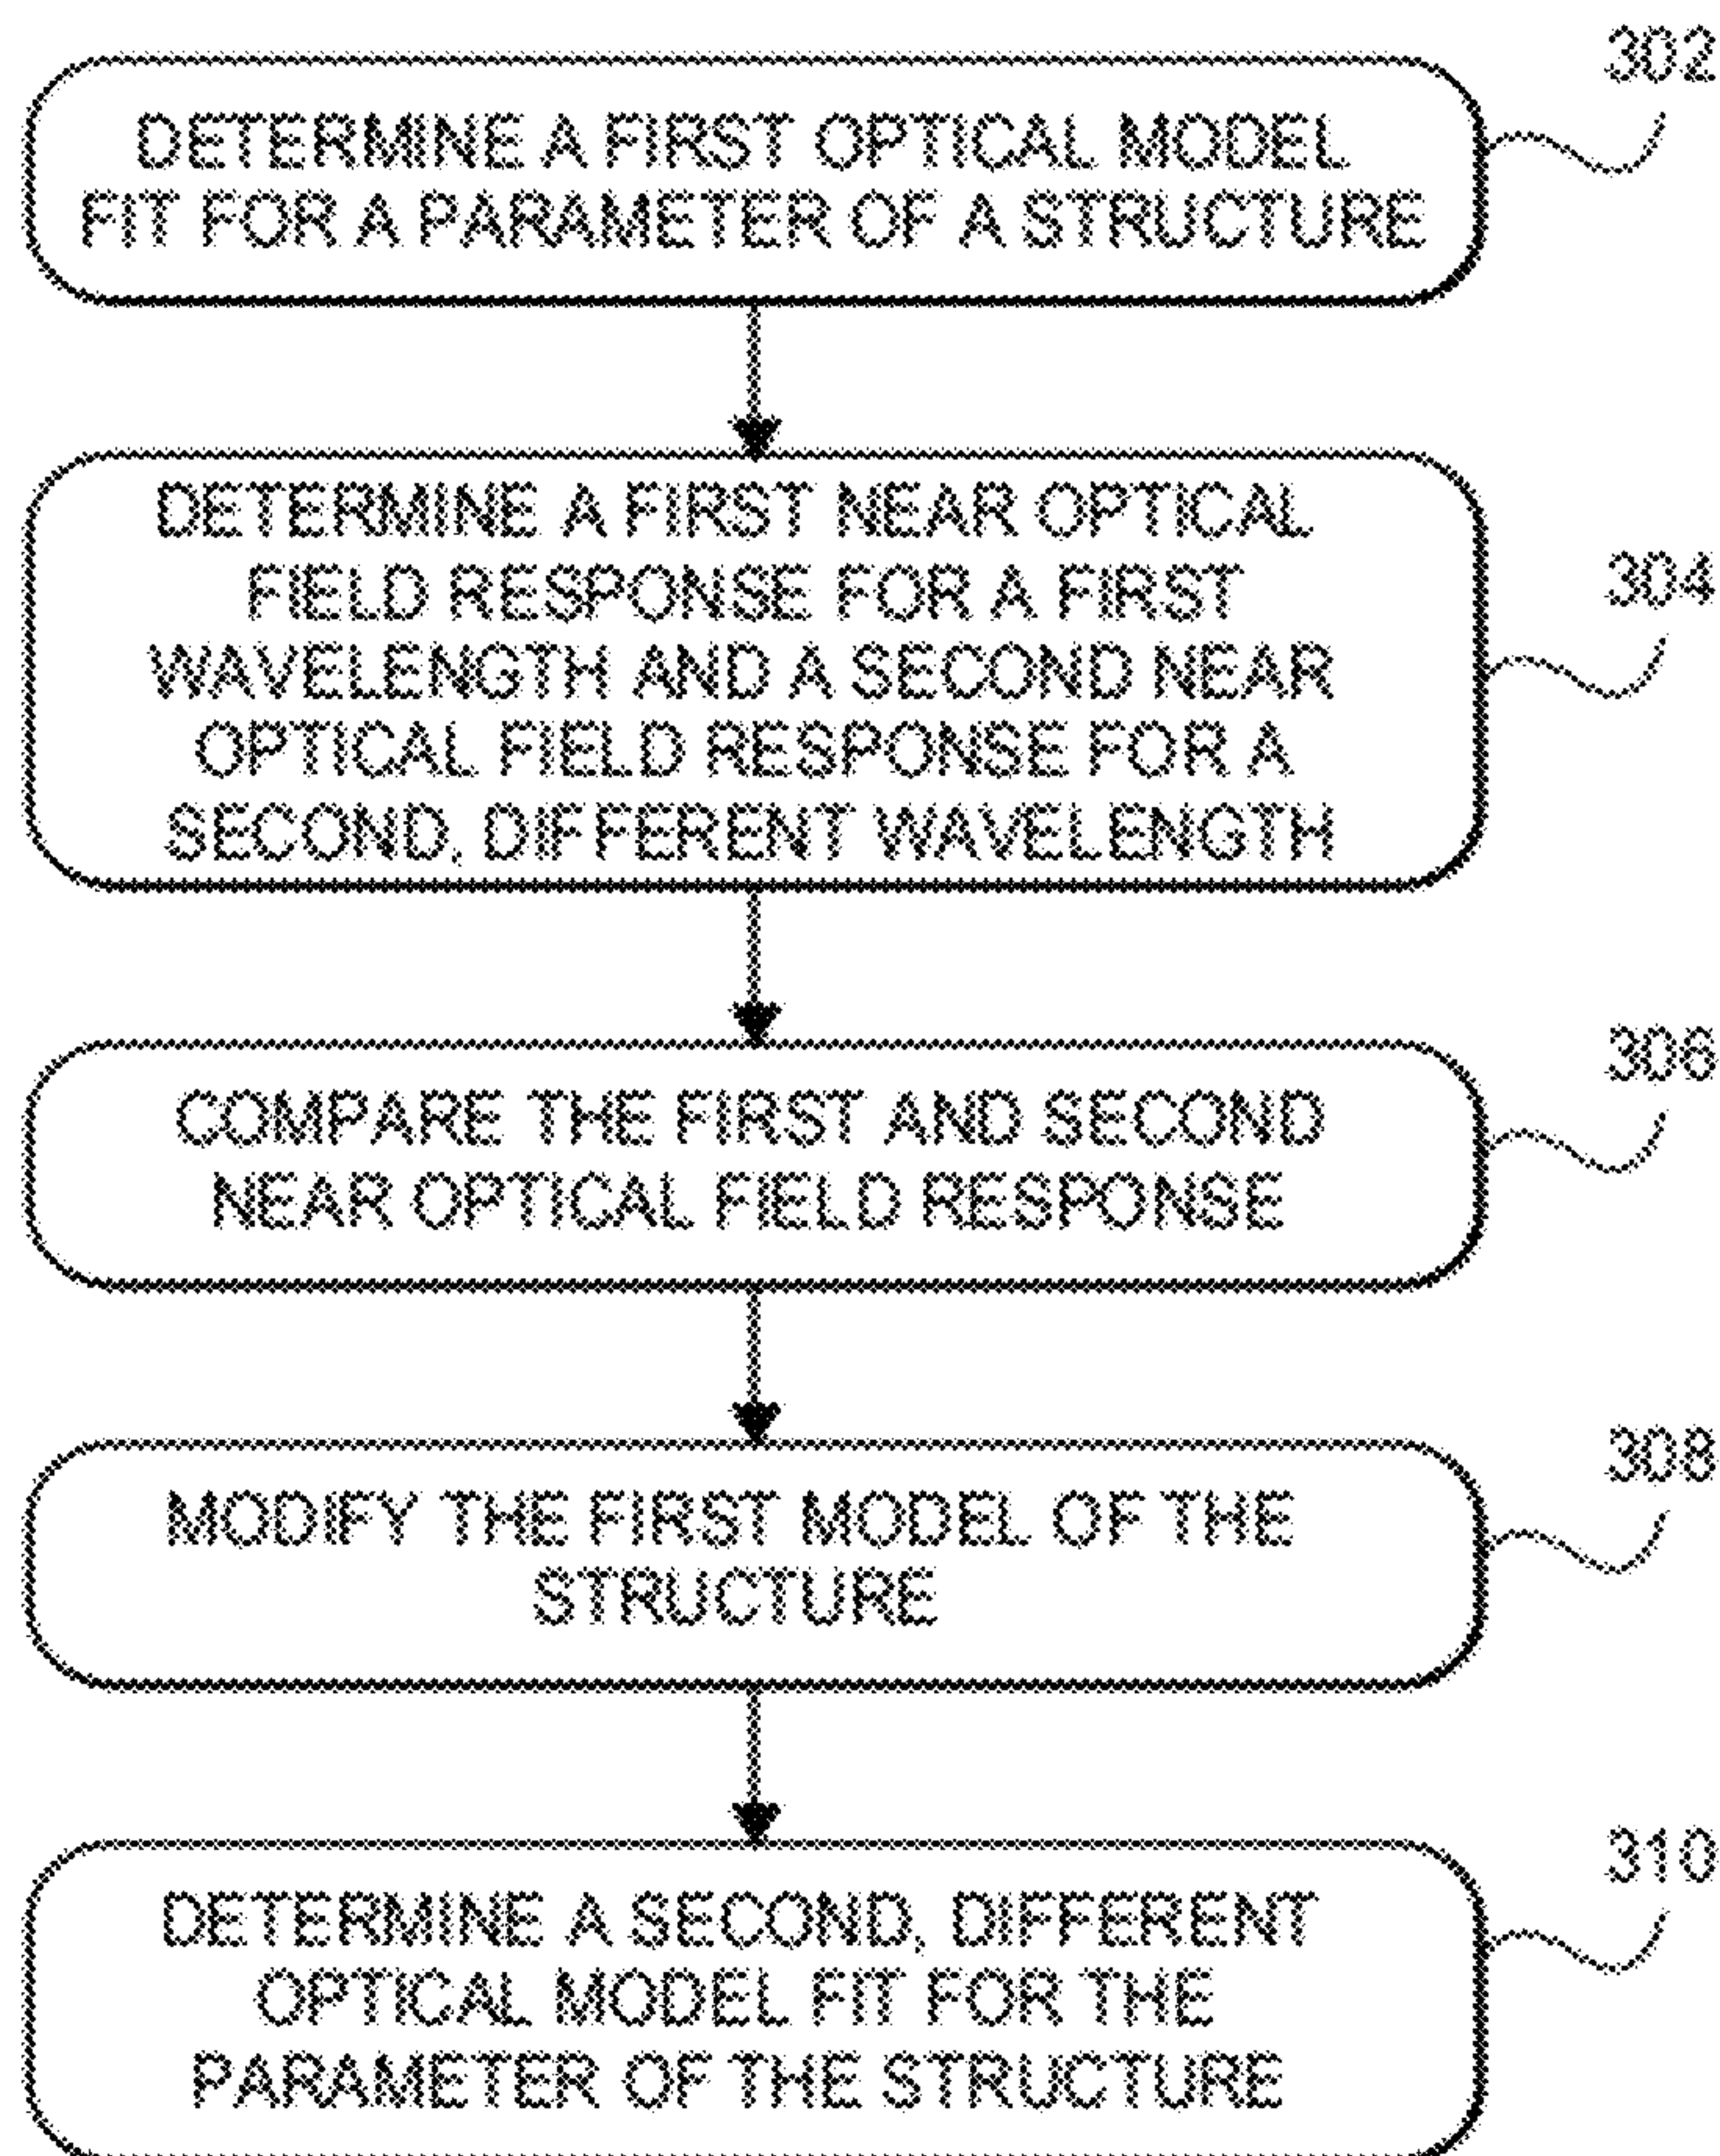 302
DETERMINE A FIRST OPTICAL MODEL
FIT FOR A PARAMETER OF A STRUCTURE
304
DETERMINE A FIRST NEAR OPTICAL
FIELD RESPONSE FOR A FIRST
WAVELENGTH AND A SECOND NEAR
OPTICAL FIELD RESPONSE FOR A
SECOND, DIFFERENT WAVELENGTH
306
COMPARE THE FIRST AND SECOND
NEAR OPTICAL FIELD RESPONSE
308
MODIFY THE FIRST MODEL OF THE
STRUCTURE
310
DETERMINE A SECOND, DIFFERENT
OPTICAL MODEL FIT FOR THE
PARAMETER OF THE STRUCTURE